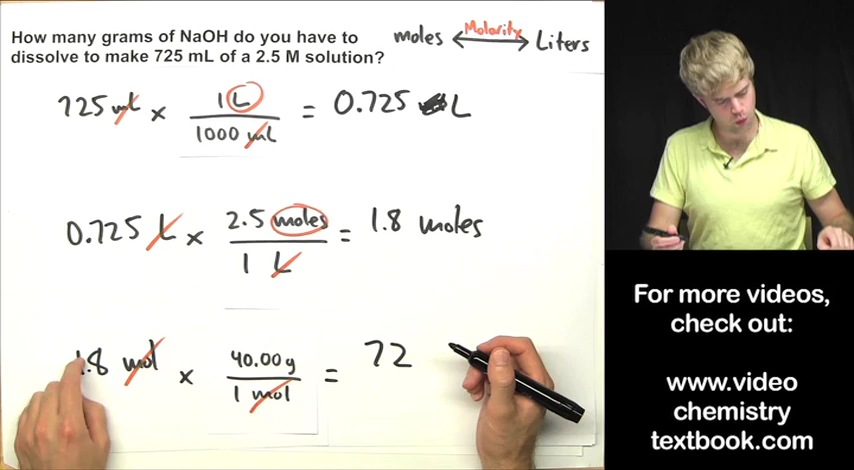 How many grams of NaOH do you have to
dissolve to make 725 mL of a 2.5 M solution?
moles Molarity Liters
725 mL × 1 L / 1000 mL = 0.725 L
0.725 L × 2.5 moles / 1 L = 1.8 moles
.8 mol × 40.00g / 1 mol = 72
For more videos,
check out:
www.video
chemistry
textbook.com